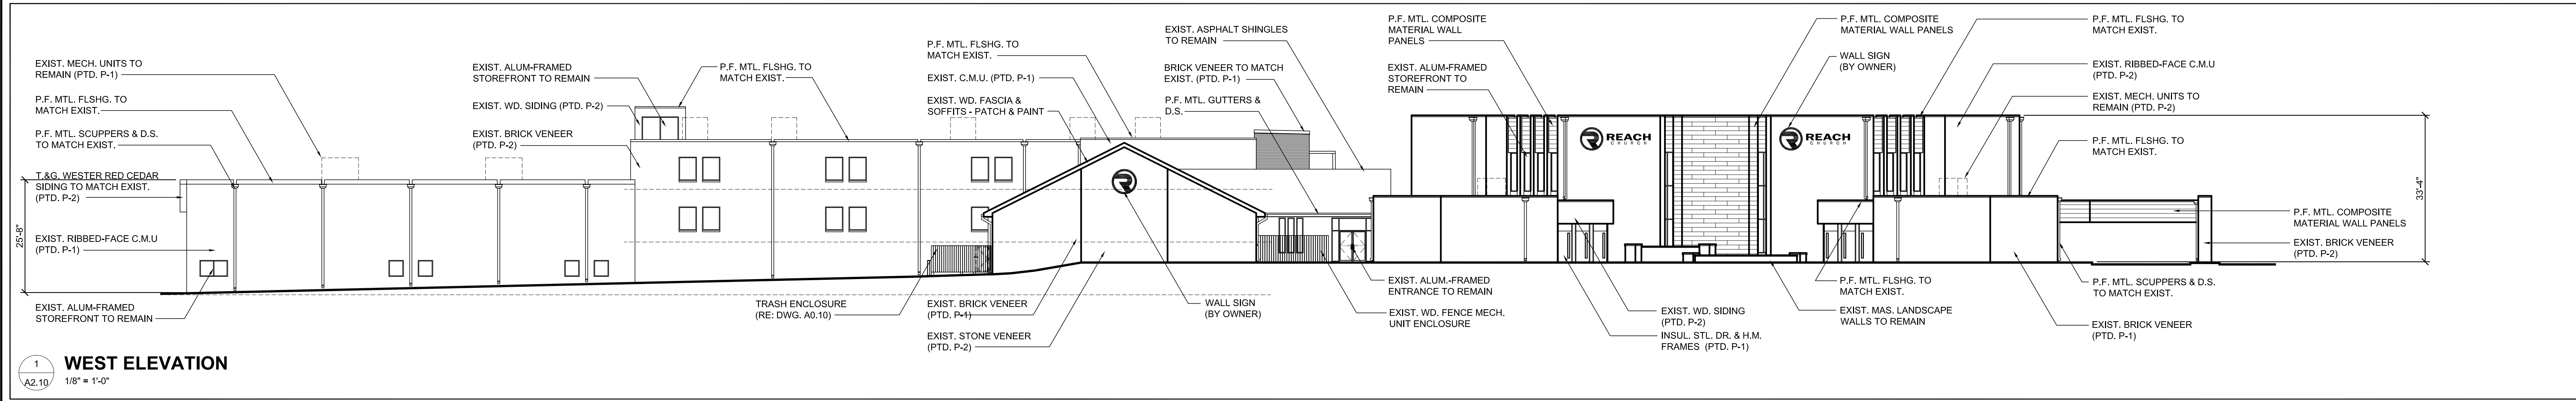 EXIST. MECH. UNITS TO
REMAIN (PTD. P-1)
P.F. MTL. FLSHG. TO
MATCH EXIST.
P.F. MTL. SCUPPERS & D.S.
TO MATCH EXIST.
T.&G. WESTER RED CEDAR
SIDING TO MATCH EXIST.
(PTD. P-2)
25'-8"
EXIST. RIBBED-FACE C.M.U
(PTD. P-1)
EXIST. ALUM-FRAMED
STOREFRONT TO REMAIN
EXIST. ALUM-FRAMED
STOREFRONT TO REMAIN
EXIST. WD. SIDING (PTD. P-2)
EXIST. BRICK VENEER
(PTD. P-2)
P.F. MTL. FLSHG. TO
MATCH EXIST.
P.F. MTL. FLSHG. TO
MATCH EXIST.
EXIST. C.M.U. (PTD. P-1)
EXIST. WD. FASCIA &
SOFFITS - PATCH & PAINT
TRASH ENCLOSURE
(RE: DWG. A0.10)
EXIST. BRICK VENEER
(PTD. P-1)
EXIST. STONE VENEER
(PTD. P-2)
EXIST. ASPHALT SHINGLES
TO REMAIN
BRICK VENEER TO MATCH
EXIST. (PTD. P-1)
P.F. MTL. GUTTERS &
D.S.
WALL SIGN
(BY OWNER)
P.F. MTL. COMPOSITE
MATERIAL WALL
PANELS
EXIST. ALUM-FRAMED
STOREFRONT TO
REMAIN
EXIST. ALUM.-FRAMED
ENTRANCE TO REMAIN
EXIST. WD. FENCE MECH.
UNIT ENCLOSURE
REACH
CHURCH
REACH
CHURCH
EXIST. WD. SIDING
(PTD. P-2)
INSUL. STL. DR. & H.M.
FRAMES (PTD. P-1)
P.F. MTL. COMPOSITE
MATERIAL WALL PANELS
WALL SIGN
(BY OWNER)
P.F. MTL. FLSHG. TO
MATCH EXIST.
EXIST. MAS. LANDSCAPE
WALLS TO REMAIN
P.F. MTL. FLSHG. TO
MATCH EXIST.
EXIST. RIBBED-FACE C.M.U
(PTD. P-2)
EXIST. MECH. UNITS TO
REMAIN (PTD. P-2)
P.F. MTL. FLSHG. TO
MATCH EXIST.
P.F. MTL. SCUPPERS & D.S.
TO MATCH EXIST.
EXIST. BRICK VENEER
(PTD. P-1)
P.F. MTL. COMPOSITE
MATERIAL WALL PANELS
EXIST. BRICK VENEER
(PTD. P-2)
33'-4"
1
A2.10
WEST ELEVATION
1/8" = 1'-0"